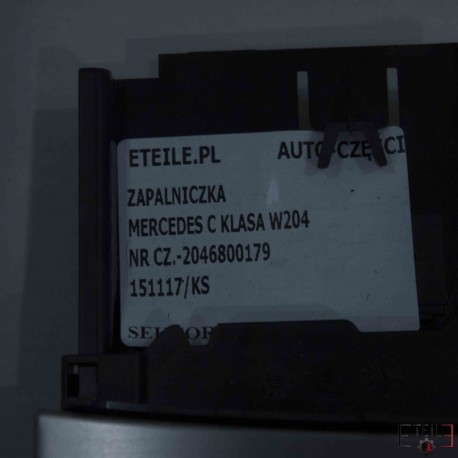 ETEILE.PL AUTO-CZĘŚCI
ZAPALNICZKA
MERCEDES C KLASA W204
NR CZ.-2046800179
151117/KS